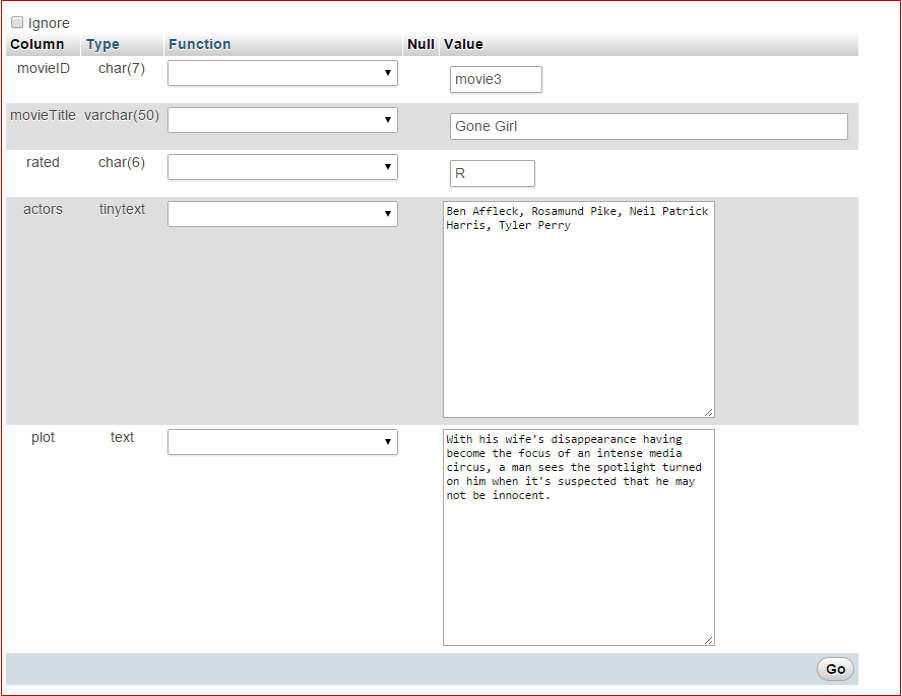 Ignore
Column Type Function Null Value
movieID char(7) movie3
movieTitle varchar(50) Gone Girl
rated char(6) R
actors tinytext Ben Affleck, Rosamund Pike, Neil Patrick
Harris, Tyler Perry
plot text With his wife's disappearance having
become the focus of an intense media
circus, a man sees the spotlight turned
on him when it's suspected that he may
not be innocent.
Go